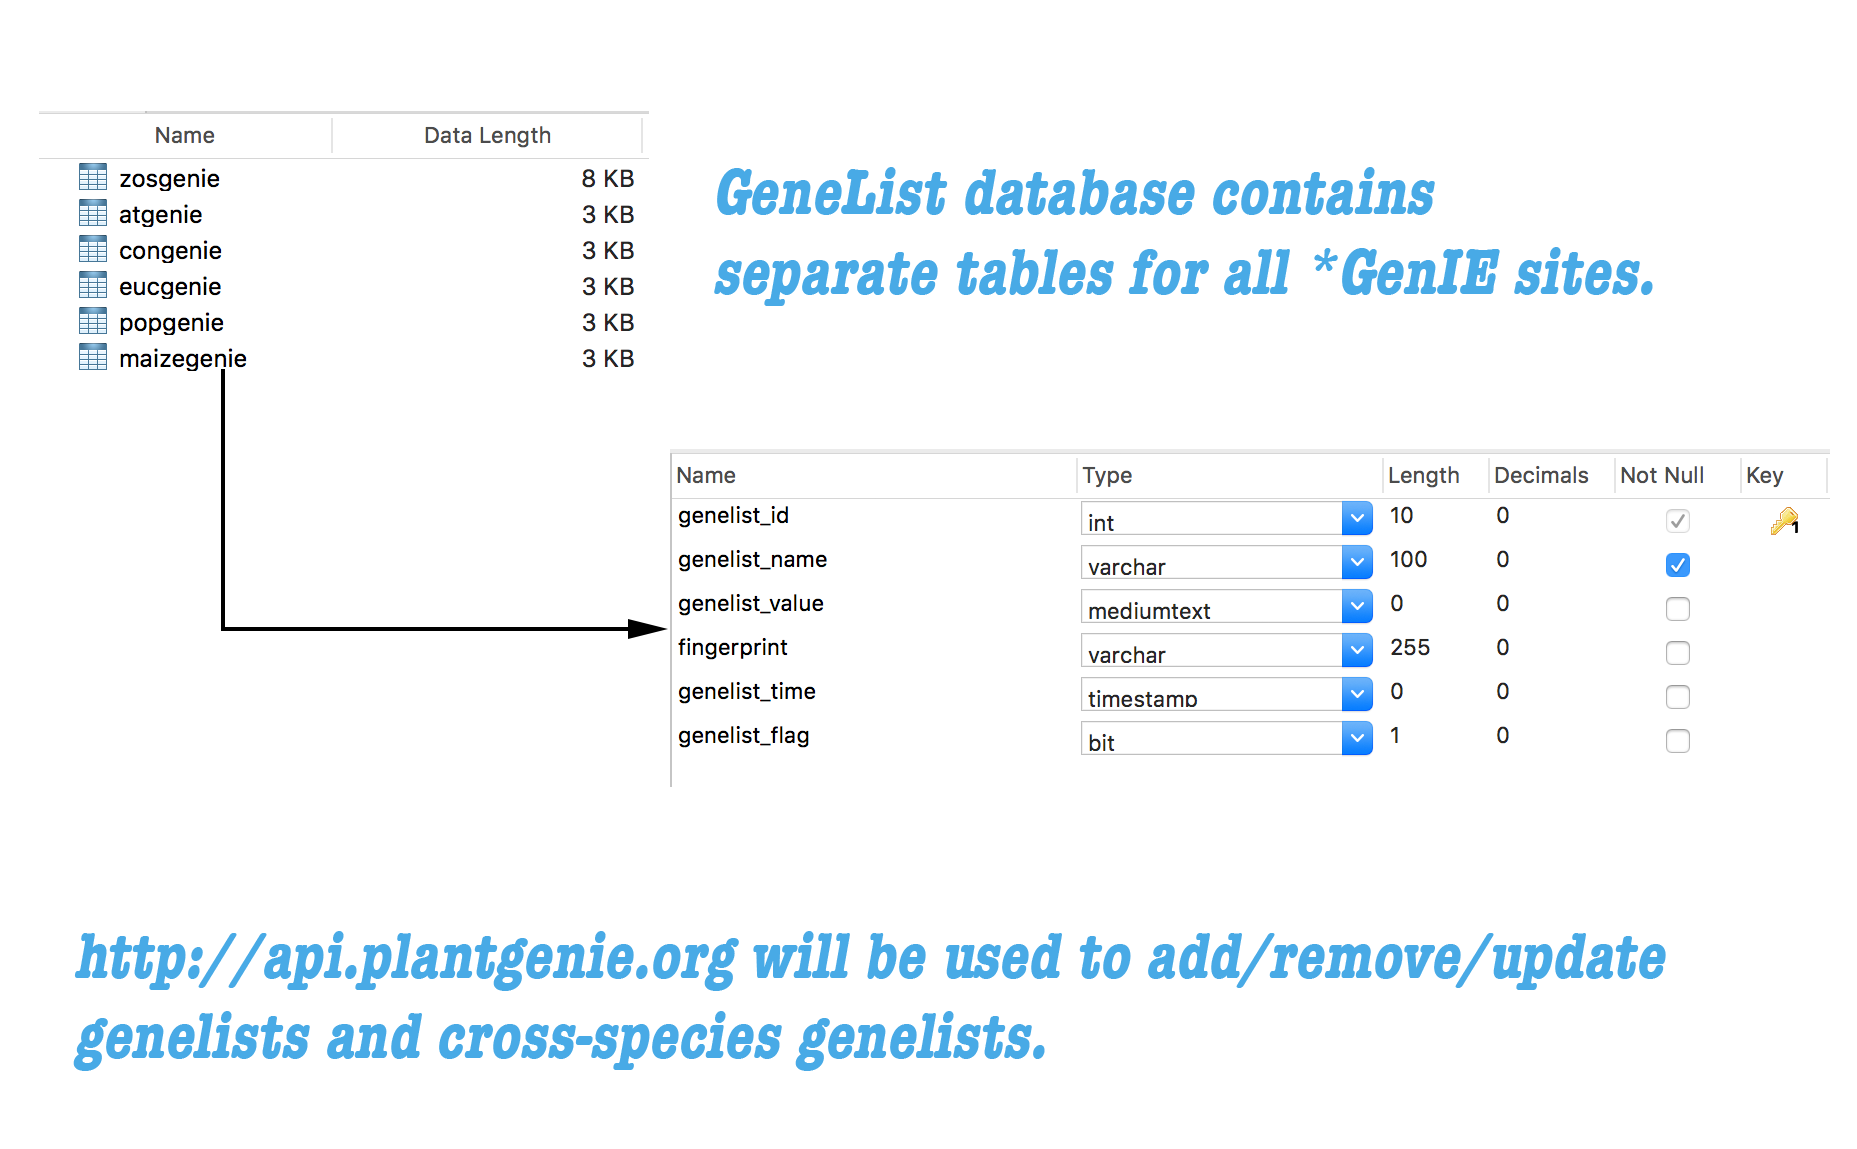 Name Data Length
zosgenie 8 KB
atgenie 3 KB
congenie 3 KB
eucgenie 3 KB
popgenie 3 KB
maizegenie 3 KB
GeneList database contains
separate tables for all *GenIE sites.
Name Type Length Decimals Not Null Key
genelist_id int 10 0 1
genelist_name varchar 100 0
genelist_value mediumtext 0 0
fingerprint varchar 255 0
genelist_time timestamp 0 0
genelist_flag bit 1 0
http://api.plantgenie.org will be used to add/remove/update
genelists and cross-species genelists.